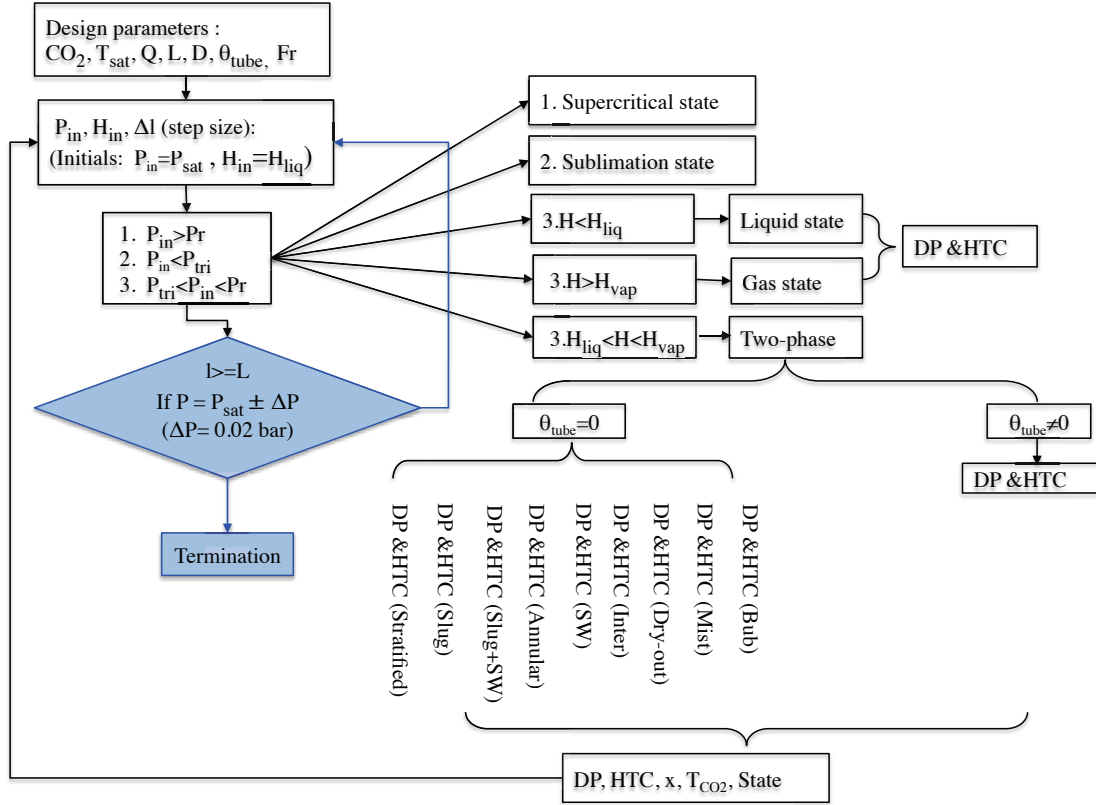 Design parameters :
CO2, Tsat, Q, L, D, θtube, Fr
Pin, Hin, Δl (step size):
(Initials: Pin=Psat , Hin=Hliq)
1. Pin>Pr
2. Pin<Ptri
3. Ptri<Pin<Pr
l>=L
If P = Psat ± ΔP
(ΔP= 0.02 bar)
Termination
1. Supercritical state
2. Sublimation state
3.H<Hliq
Liquid state
3.H>Hvap
Gas state
DP &HTC
3.Hliq<H<Hvap
Two-phase
θtube=0
θtube≠0
DP &HTC
DP &HTC (Stratified)
DP &HTC (Slug)
DP &HTC (Slug+SW)
DP &HTC (Annular)
DP &HTC (SW)
DP &HTC (Inter)
DP &HTC (Dry-out)
DP &HTC (Mist)
DP &HTC (Bub)
DP, HTC, x, TCO2, State